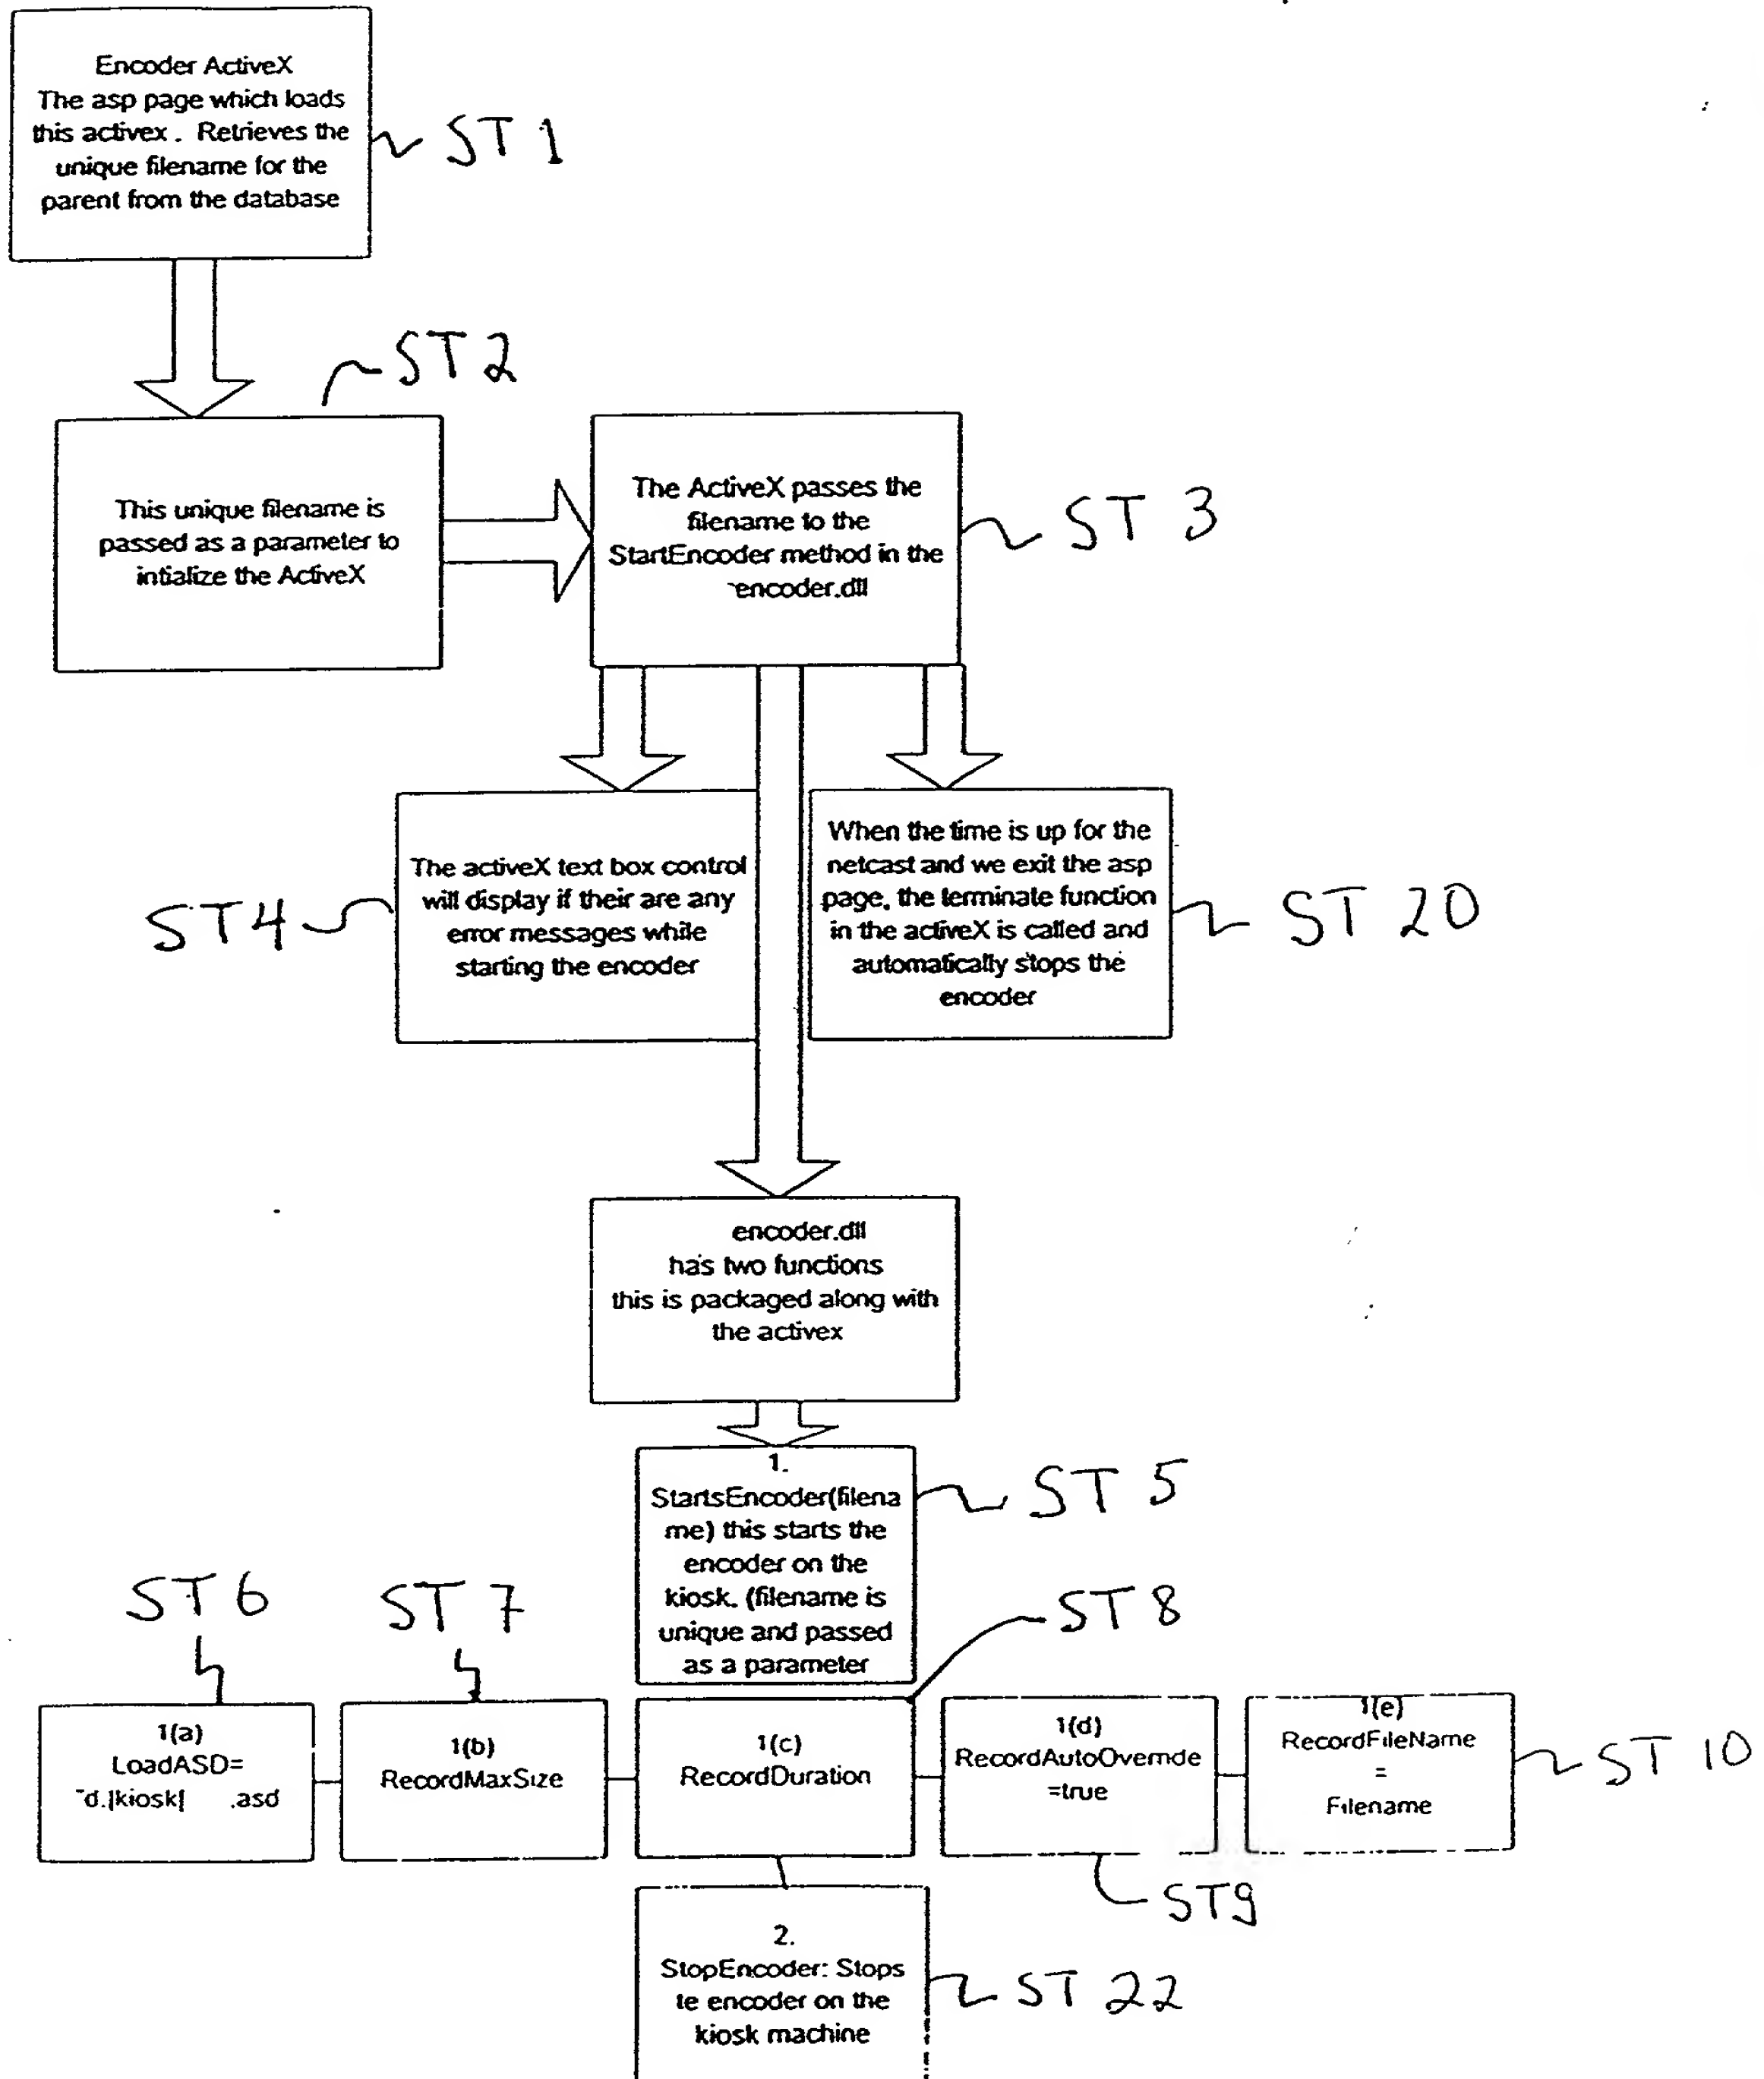 Encoder ActiveX
The asp page which loads
this activex . Retrieves the
unique filename for the
parent from the database
ST 1
ST 2
This unique filename is
passed as a parameter to
intialize the ActiveX
The ActiveX passes the
filename to the
StartEncoder method in the
encoder.dll
ST 3
The activeX text box control
will display if their are any
error messages while
starting the encoder
ST4
When the time is up for the
netcast and we exit the asp
page, the terminate function
in the activeX is called and
automatically stops the
encoder
ST 20
encoder.dll
has two functions
this is packaged along with
the activex
1.
StartsEncoder(filena
me) this starts the
encoder on the
kiosk. (filename is
unique and passed
as a parameter
ST 5
ST 6
ST 7
ST 8
1(a)
LoadASD=
d.|kiosk| .asd
1(b)
RecordMaxSize
1(c)
RecordDuration
1(d)
RecordAutoOverride
=true
1(e)
RecordFileName
=
Filename
ST 10
ST9
2.
StopEncoder: Stops
te encoder on the
kiosk machine
ST 22